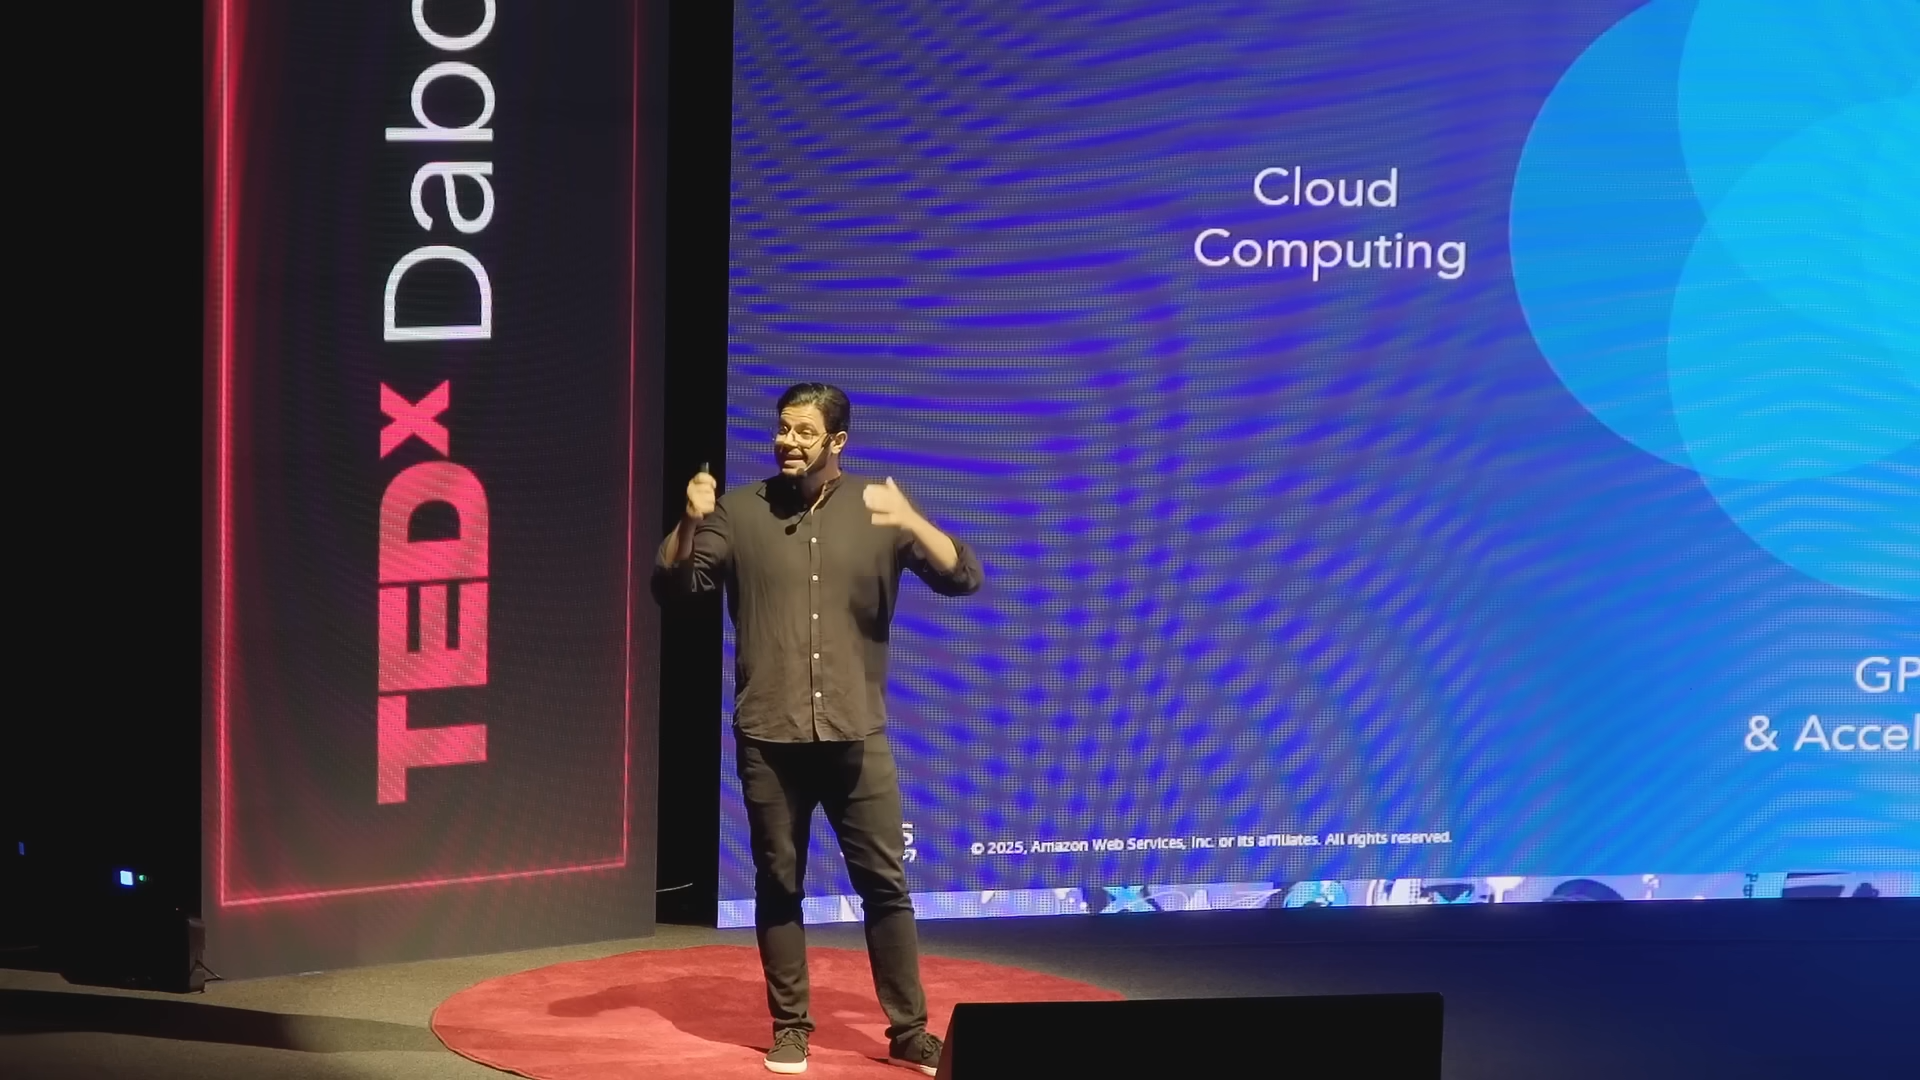 TEDx Dabo
Cloud
Computing
GP
& Accel
© 2025, Amazon Web Services, Inc. or its affiliates. All rights reserved.